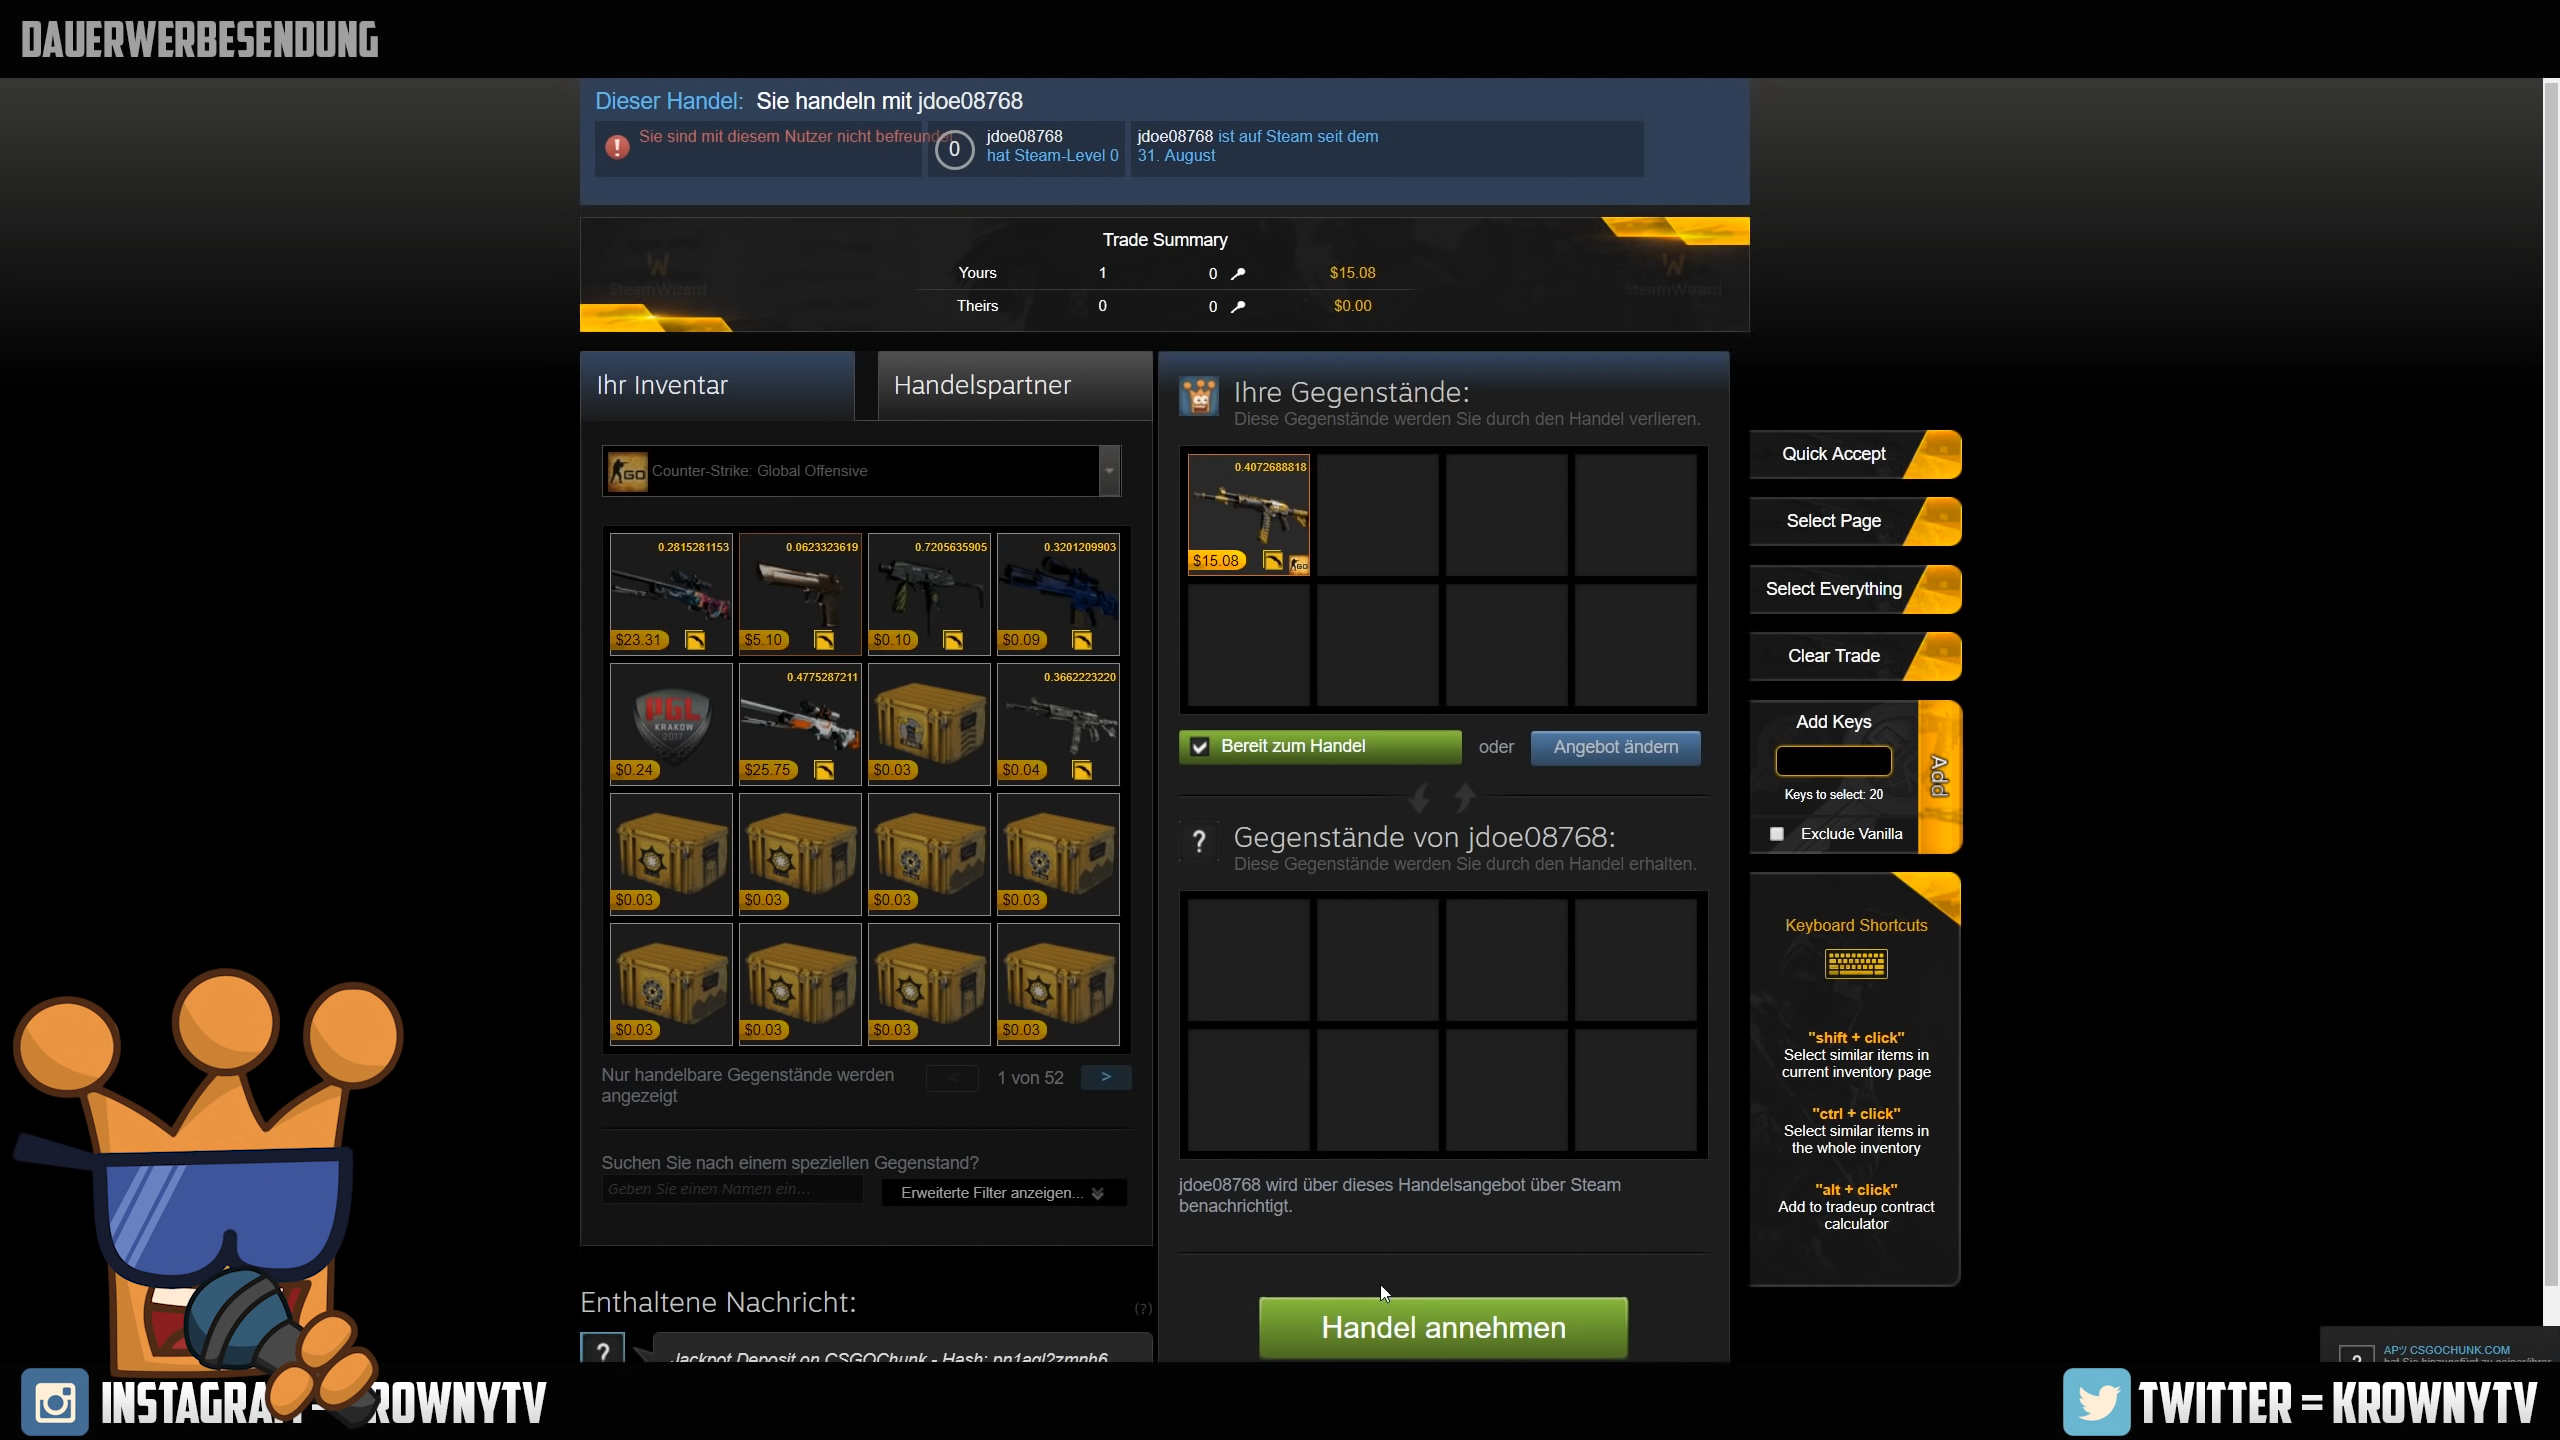 DAUERWERBESENDUNG
Dieser Handel: Sie handeln mit jdoe08768
Sie sind mit diesem Nutzer nicht befreundet
0
jdoe08768
hat Steam-Level 0
jdoe08768 ist auf Steam seit dem
31. August
Trade Summary
Yours 1 0 $15.08
Theirs 0 0 $0.00
SteamWizard
SteamWizard
Ihr Inventar
Handelspartner
Counter-Strike: Global Offensive
0.2815281153 0.0623323619 0.7205635905 0.3201209903
$23.31 $5.10 $0.10 $0.09
0.4775287211 0.3662223220
PGL
KRAKOW
2017
$0.24 $25.75 $0.03 $0.04
$0.03 $0.03 $0.03 $0.03
$0.03 $0.03 $0.03 $0.03
Nur handelbare Gegenstände werden
angezeigt
< 1 von 52 >
Suchen Sie nach einem speziellen Gegenstand?
Geben Sie einen Namen ein...
Erweiterte Filter anzeigen...
Enthaltene Nachricht:
(?)
?
Jackpot Deposit on CSGOChunk - Hash:
Ihre Gegenstände:
Diese Gegenstände werden Sie durch den Handel verlieren.
0.4072688818
$15.08
Bereit zum Handel
oder
Angebot ändern
?
Gegenstände von jdoe08768:
Diese Gegenstände werden Sie durch den Handel erhalten.
jdoe08768 wird über dieses Handelsangebot über Steam
benachrichtigt.
Handel annehmen
Quick Accept
Select Page
Select Everything
Clear Trade
Add Keys
Keys to select: 20
Exclude Vanilla
Add
Keyboard Shortcuts
"shift + click"
Select similar items in
current inventory page
"ctrl + click"
Select similar items in
the whole inventory
"alt + click"
Add to tradeup contract
calculator
?
CSGOCHUNK.COM
INSTAGRAM = KROWNYTV
TWITTER = KROWNYTV